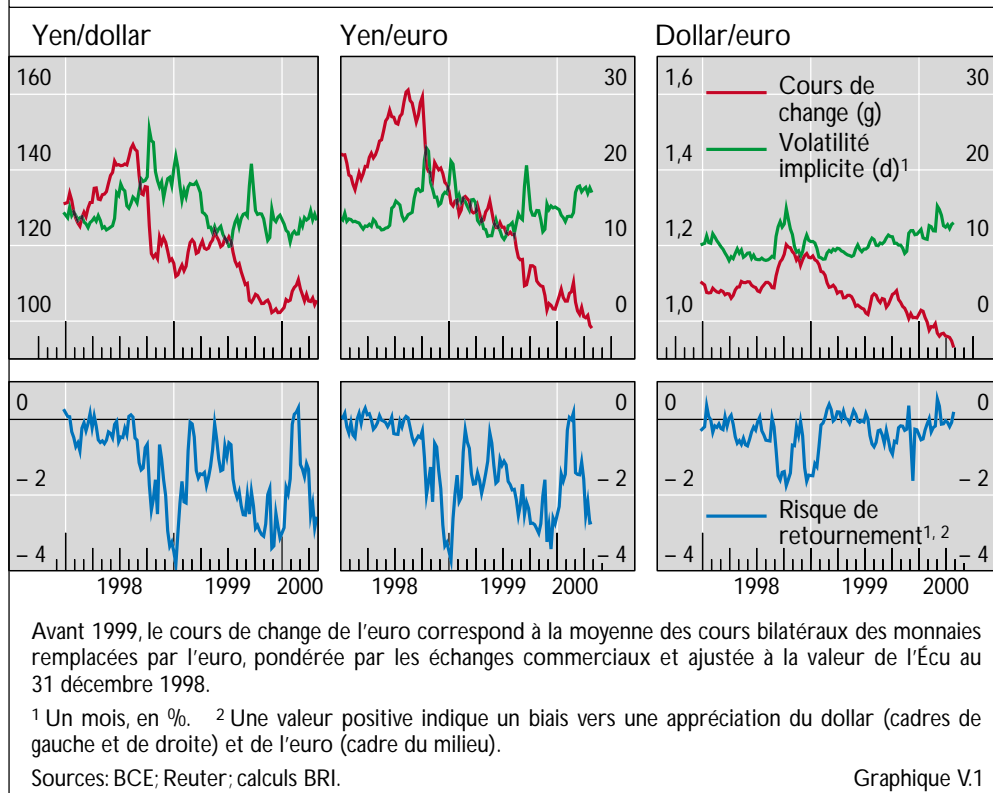 Yen/dollar
Yen/euro
Dollar/euro
160
140
120
100
30
20
10
0
1,6
1,4
1,2
1,0
30
20
10
0
Cours de
change (g)
Volatilité
implicite (d)¹
0
– 2
– 4
0
– 2
– 4
0
– 2
– 4
0
– 2
– 4
Risque de
retournement¹, ²
1998 1999 2000
1998 1999 2000
1998 1999 2000
Avant 1999, le cours de change de l'euro correspond à la moyenne des cours bilatéraux des monnaies
remplacées par l'euro, pondérée par les échanges commerciaux et ajustée à la valeur de l'Écu au
31 décembre 1998.
¹ Un mois, en %. ² Une valeur positive indique un biais vers une appréciation du dollar (cadres de
gauche et de droite) et de l'euro (cadre du milieu).
Sources: BCE; Reuter; calculs BRI.
Graphique V.1